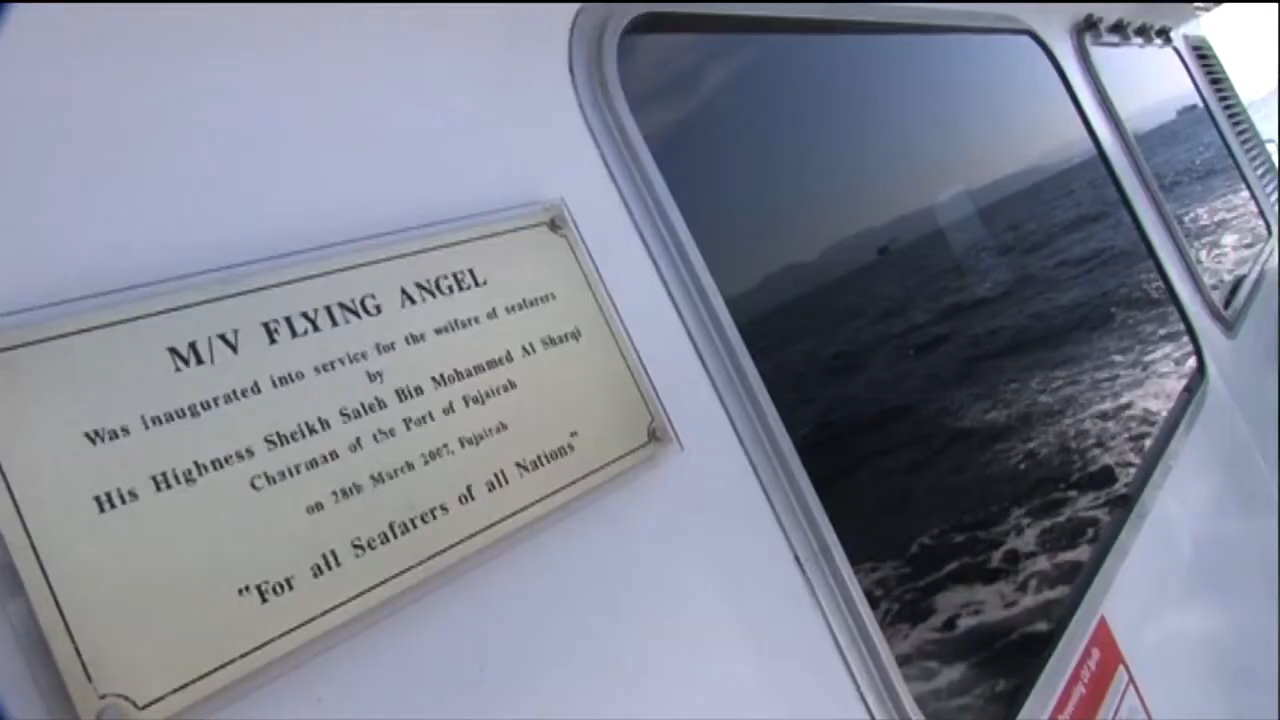 M/V FLYING ANGEL
Was inaugurated into service for the welfare of seafarers
by
His Highness Sheikh Saleh Bin Mohammed Al Sharqi
Chairman of the Port of Fujairah
on 28th March 2007, Fujairah
"For all Seafarers of all Nations"